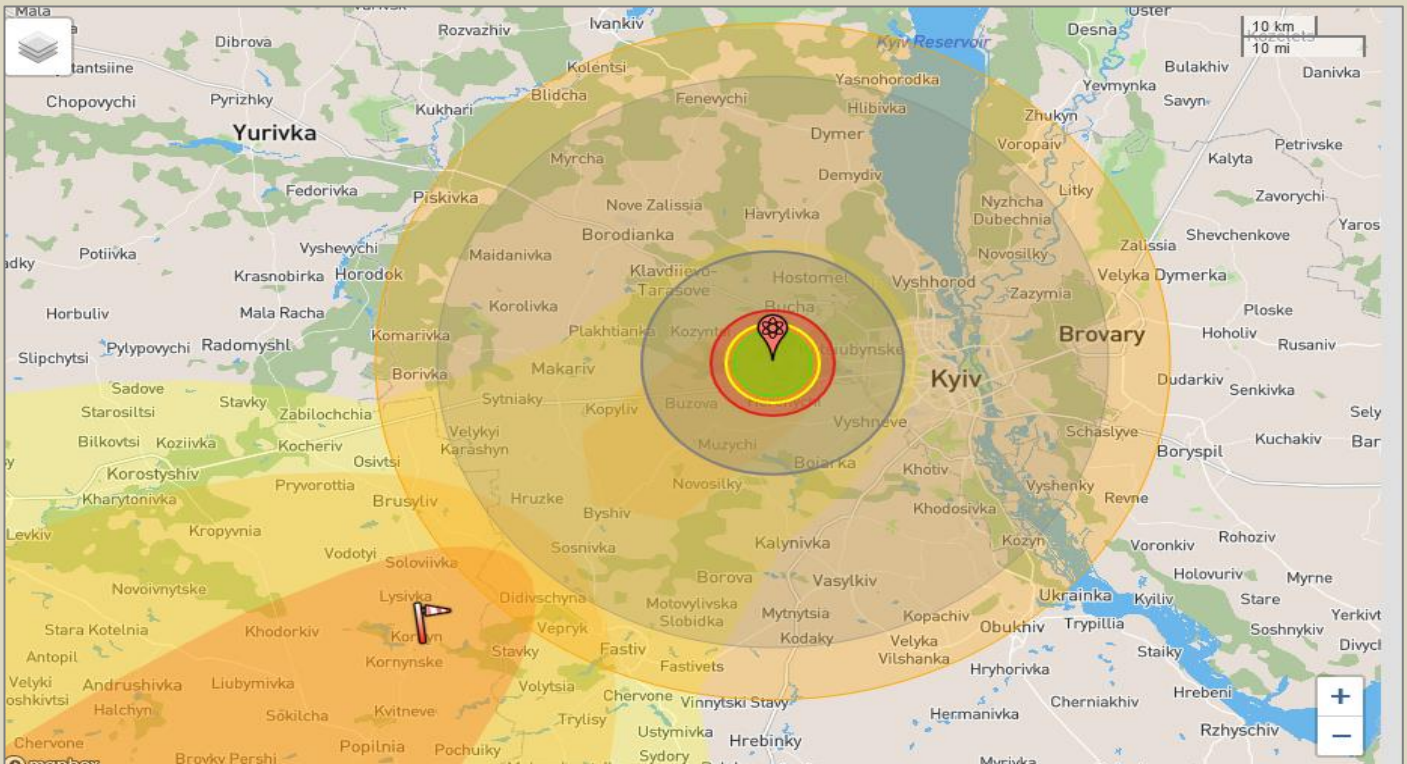 Mala
Uster
Ivankiv
Rozvazhiv
Dibrova
Desna
10 km
10 mi
Kyiv Reservoir
Kolentsi
Bulakhiv
Danivka
Yasnohorodka
Yevmynka
Chopovychi
Pyrizhky
Kukhari
Blidcha
Fenevychi
Hlibivka
Savyn
Zhukyn
Yurivka
Dymer
Voropaiv
Petrivske
Myrcha
Kalyta
Demydiv
Fedorivka
Piskivka
Litky
Zavorychi
Nove Zalissia
Havrylivka
Nyzhcha
Dubechnia
Borodianka
Yaros
Shevchenkove
Zalissia
Potiivka
Vyshevychi
Maidanivka
Novosilky
adky
Krasnobirka
Horodok
Klavdiievo-
Tarasove
Hostomel
Vyshhorod
Velyka Dymerka
Zazymia
Horbuliv
Mala Racha
Korolivka
Bucha
Ploske
Plakhtianka
Brovary
Hoholiv
Rusaniv
Komarivka
Slipchytsi
Pylypovychi
Radomyshl
Makariv
Borivka
Kyiv
Dudarkiv
Senkivka
Sadove
Stavky
Sytniaky
Kopyliv
Buzova
Starosiltsi
Zabilochchia
Vyshneve
Sely
Bilkovtsi
Koziivka
Kocheriv
Velykyi
Karashyn
Muzychi
Schaslyve
Kuchakiv
Bar
Boryspil
Korostyshiv
Osivtsi
Boiarka
Khotiv
Kharytonivka
Pryvorottia
Brusyliv
Hruzke
Novosilky
Vyshenky
Revne
Byshiv
Khodosivka
Levkiv
Kropyvnia
Vodotyi
Soloviivka
Sosnivka
Kalynivka
Kozyn
Voronkiv
Rohoziv
Holovuriv
Myrne
Novoivnytske
Lysivka
Didivschyna
Borova
Vasylkiv
Motovylivska
Slobidka
Ukrainka
Kyiliv
Stare
Mytnytsia
Kopachiv
Trypillia
Yerkivt
Stara Kotelnia
Khodorkiv
Vepryk
Obukhiv
Soshnykiv
Kodaky
Velyka
Vilshanka
Antopil
Stavky
Fastiv
Staiky
Divych
Kornynske
Fastivets
Hryhorivka
Velyki
oshkivtsi
Andrushivka
Liubymivka
Volytsia
Chervone
Vinnytski Stavy
Cherniakhiv
Hrebeni
Halchyn
Sokilcha
Kvitneve
Trylisy
Ustymivka
Hermanivka
Rzhyschiv
Hrebinky
Chervone
Popilnia
Pochuiky
Sydory
Brovky Pershi
Myrivka
mapbox
+
−